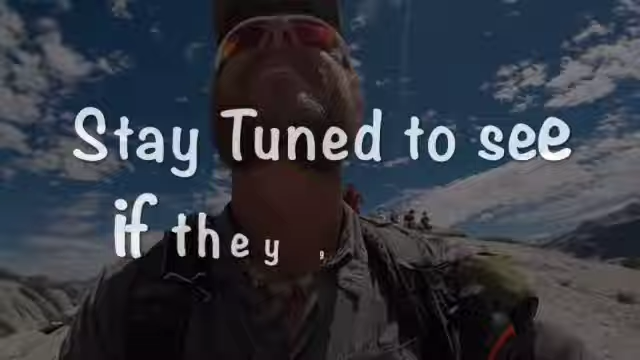 Stay Tuned to see
if they ,